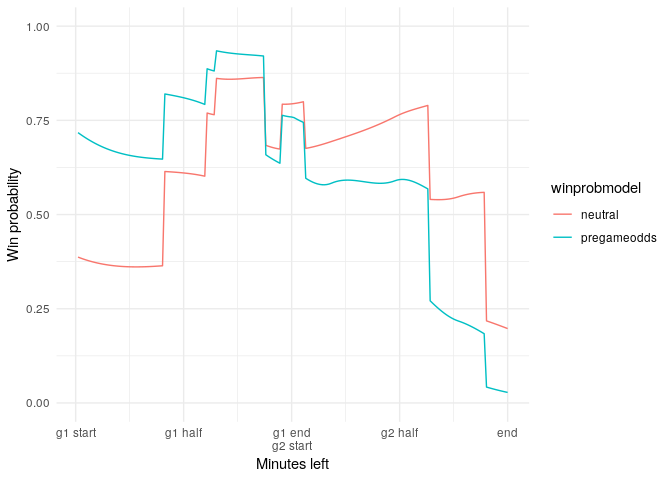 1.00
0.75
0.50
0.25
0.00
Win probability
g1 start
g1 half
g1 end
g2 start
g2 half
end
Minutes left
winprobmodel
neutral
pregameodds